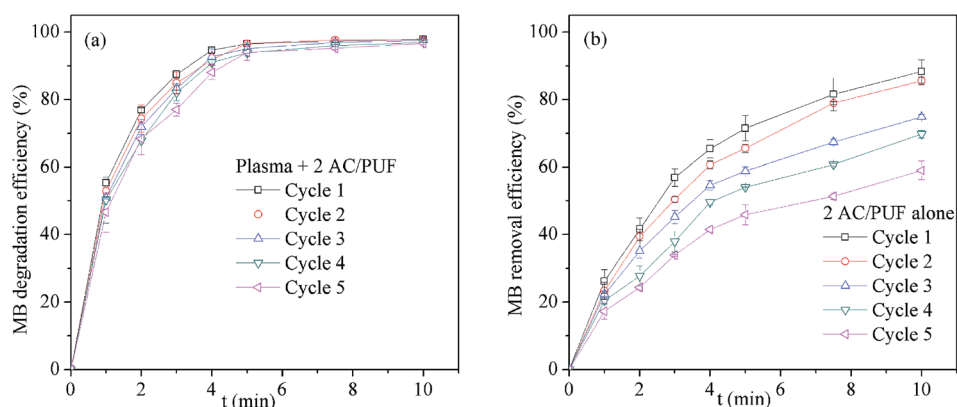 (a)
MB degradation efficiency (%)
100
80
60
40
20
0
Plasma + 2 AC/PUF
Cycle 1
Cycle 2
Cycle 3
Cycle 4
Cycle 5
0 2 4 6 8 10
t (min)
(b)
MB removal efficiency (%)
100
80
60
40
20
0
2 AC/PUF alone
Cycle 1
Cycle 2
Cycle 3
Cycle 4
Cycle 5
0 2 4 6 8 10
t (min)